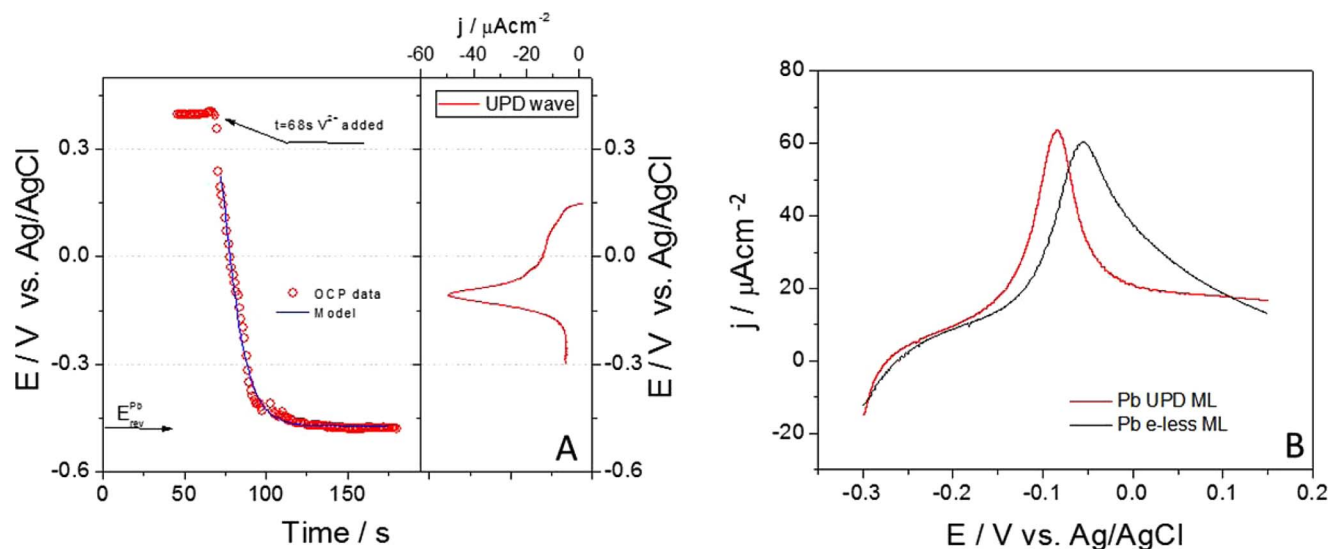 j / μAcm⁻²
-60 -40 -20 0
UPD wave
t=68s V²⁺ added
OCP data
Model
E_rev^Pb
A
0.3
0.0
-0.3
-0.6
E / V vs. Ag/AgCl
0 50 100 150
Time / s
0.3
0.0
-0.3
-0.6
E / V vs. Ag/AgCl
80
60
40
20
0
-20
j / μAcm⁻²
Pb UPD ML
Pb e-less ML
B
-0.3 -0.2 -0.1 0.0 0.1 0.2
E / V vs. Ag/AgCl